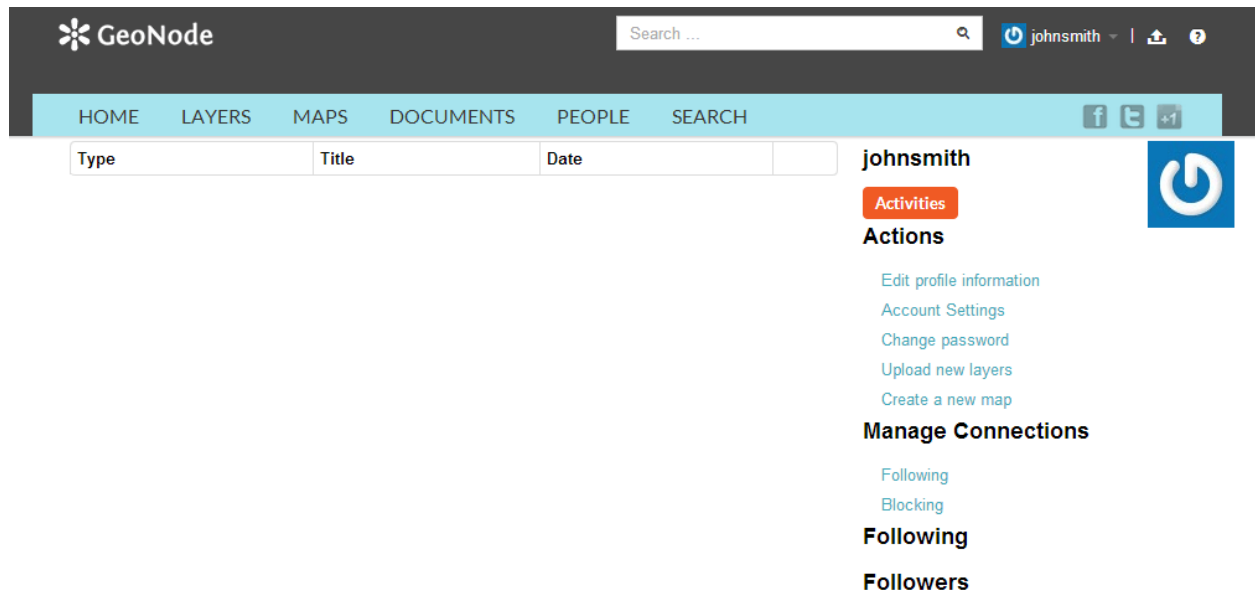 GeoNode
Search ...
johnsmith |
HOME LAYERS MAPS DOCUMENTS PEOPLE SEARCH
f t +1
Type Title Date
johnsmith
Activities
Actions
Edit profile information
Account Settings
Change password
Upload new layers
Create a new map
Manage Connections
Following
Blocking
Following
Followers